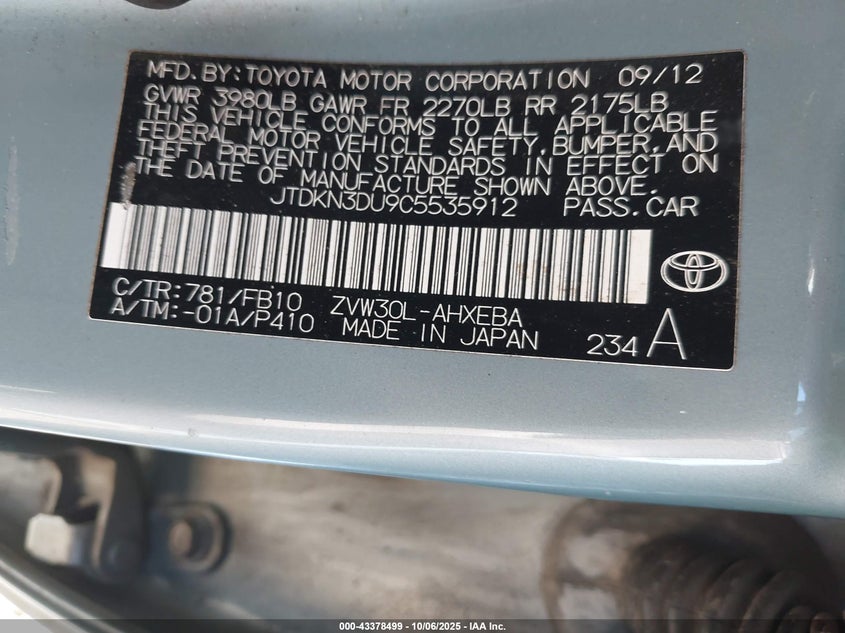 MFD.BY:TOYOTA MOTOR CORPORATION 09/12
GVWR 3980LB GAWR FR 2270LB RR 2175LB
THIS VEHICLE CONFORMS TO ALL APPLICABLE
FEDERAL MOTOR VEHICLE SAFETY,BUMPER,AND
THEFT PREVENTION STANDARDS IN EFFECT ON
THE DATE OF MANUFACTURE SHOWN ABOVE.
JTDKN3DU9C5535912 PASS.CAR
C/TR:781/FB10 ZVW30L-AHXEBA
A/TM:-01A/P410 MADE IN JAPAN 234 A
000-43378499 | 10/06/2025 | IAA Inc.